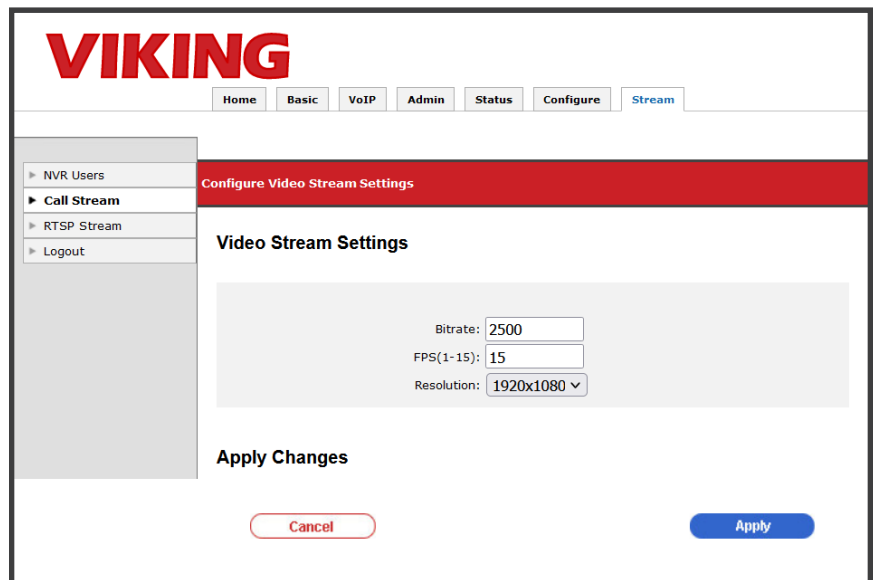 VIKING
Home Basic VoIP Admin Status Configure Stream
NVR Users
Call Stream
RTSP Stream
Logout
Configure Video Stream Settings
Video Stream Settings
Bitrate: 2500
FPS(1-15): 15
Resolution: 1920x1080
Apply Changes
Cancel Apply